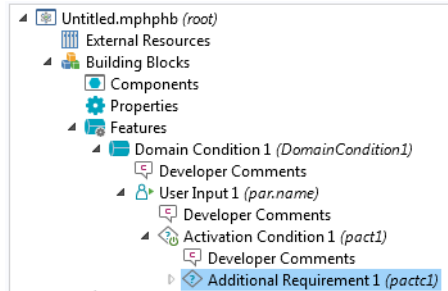 Untitled.mphphb (root)
External Resources
Building Blocks
Components
Properties
Features
Domain Condition 1 (DomainCondition1)
Developer Comments
User Input 1 (par.name)
Developer Comments
Activation Condition 1 (pact1)
Developer Comments
Additional Requirement 1 (pactc1)